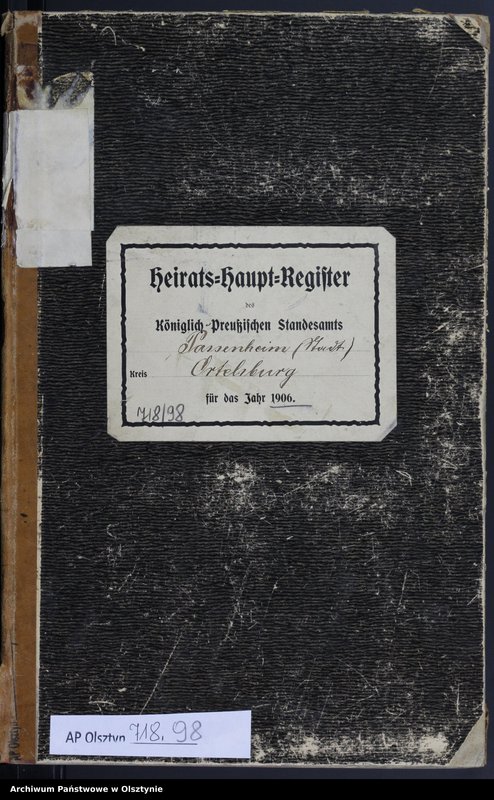 Heirats-Haupt-Register
des
Königlich Preußischen Standesamts
Passenheim (Stadt)
Kreis Ortelsburg
für das Jahr 1906.
718/98
AP Olsztyn 718.98
Archiwum Państwowe w Olsztynie